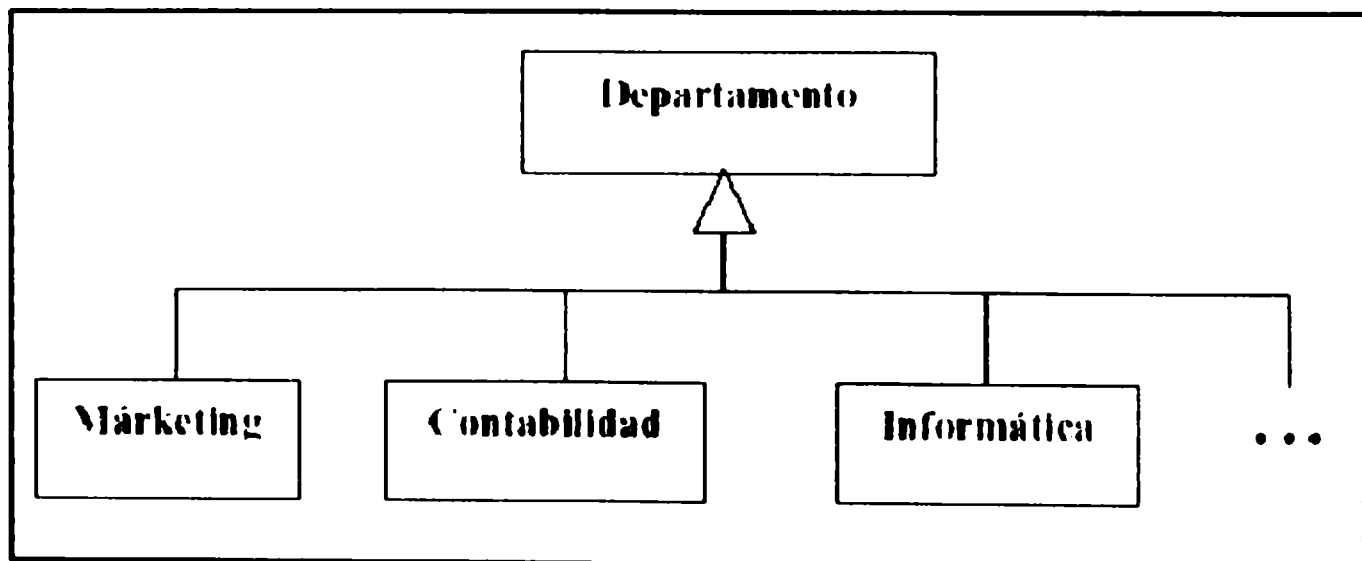 Departamento
Márketing
Contabilidad
Informática
...